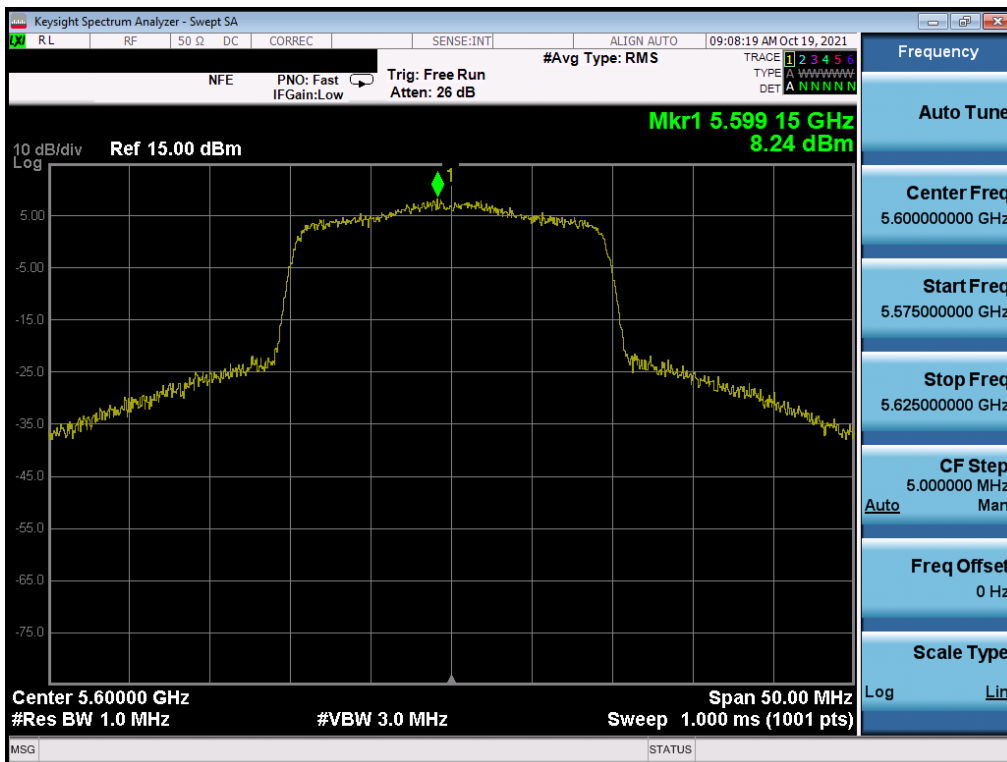 Keysight Spectrum Analyzer - Swept SA
LXI RL RF 50 Ω DC CORREC SENSE:INT ALIGN AUTO 09:08:19 AM Oct 19, 2021
NFE PNO: Fast IFGain:Low Trig: Free Run Atten: 26 dB #Avg Type: RMS
TRACE 1 2 3 4 5 6
TYPE A WWWWW
DET A N N N N N
Mkr1 5.599 15 GHz
8.24 dBm
10 dB/div Ref 15.00 dBm
Log
1
5.00
-5.00
-15.0
-25.0
-35.0
-45.0
-55.0
-65.0
-75.0
Center 5.60000 GHz Span 50.00 MHz
#Res BW 1.0 MHz #VBW 3.0 MHz Sweep 1.000 ms (1001 pts)
MSG STATUS
Frequency
Auto Tune
Center Freq
5.600000000 GHz
Start Freq
5.575000000 GHz
Stop Freq
5.625000000 GHz
CF Step
5.000000 MHz
Auto Man
Freq Offset
0 Hz
Scale Type
Log Lin